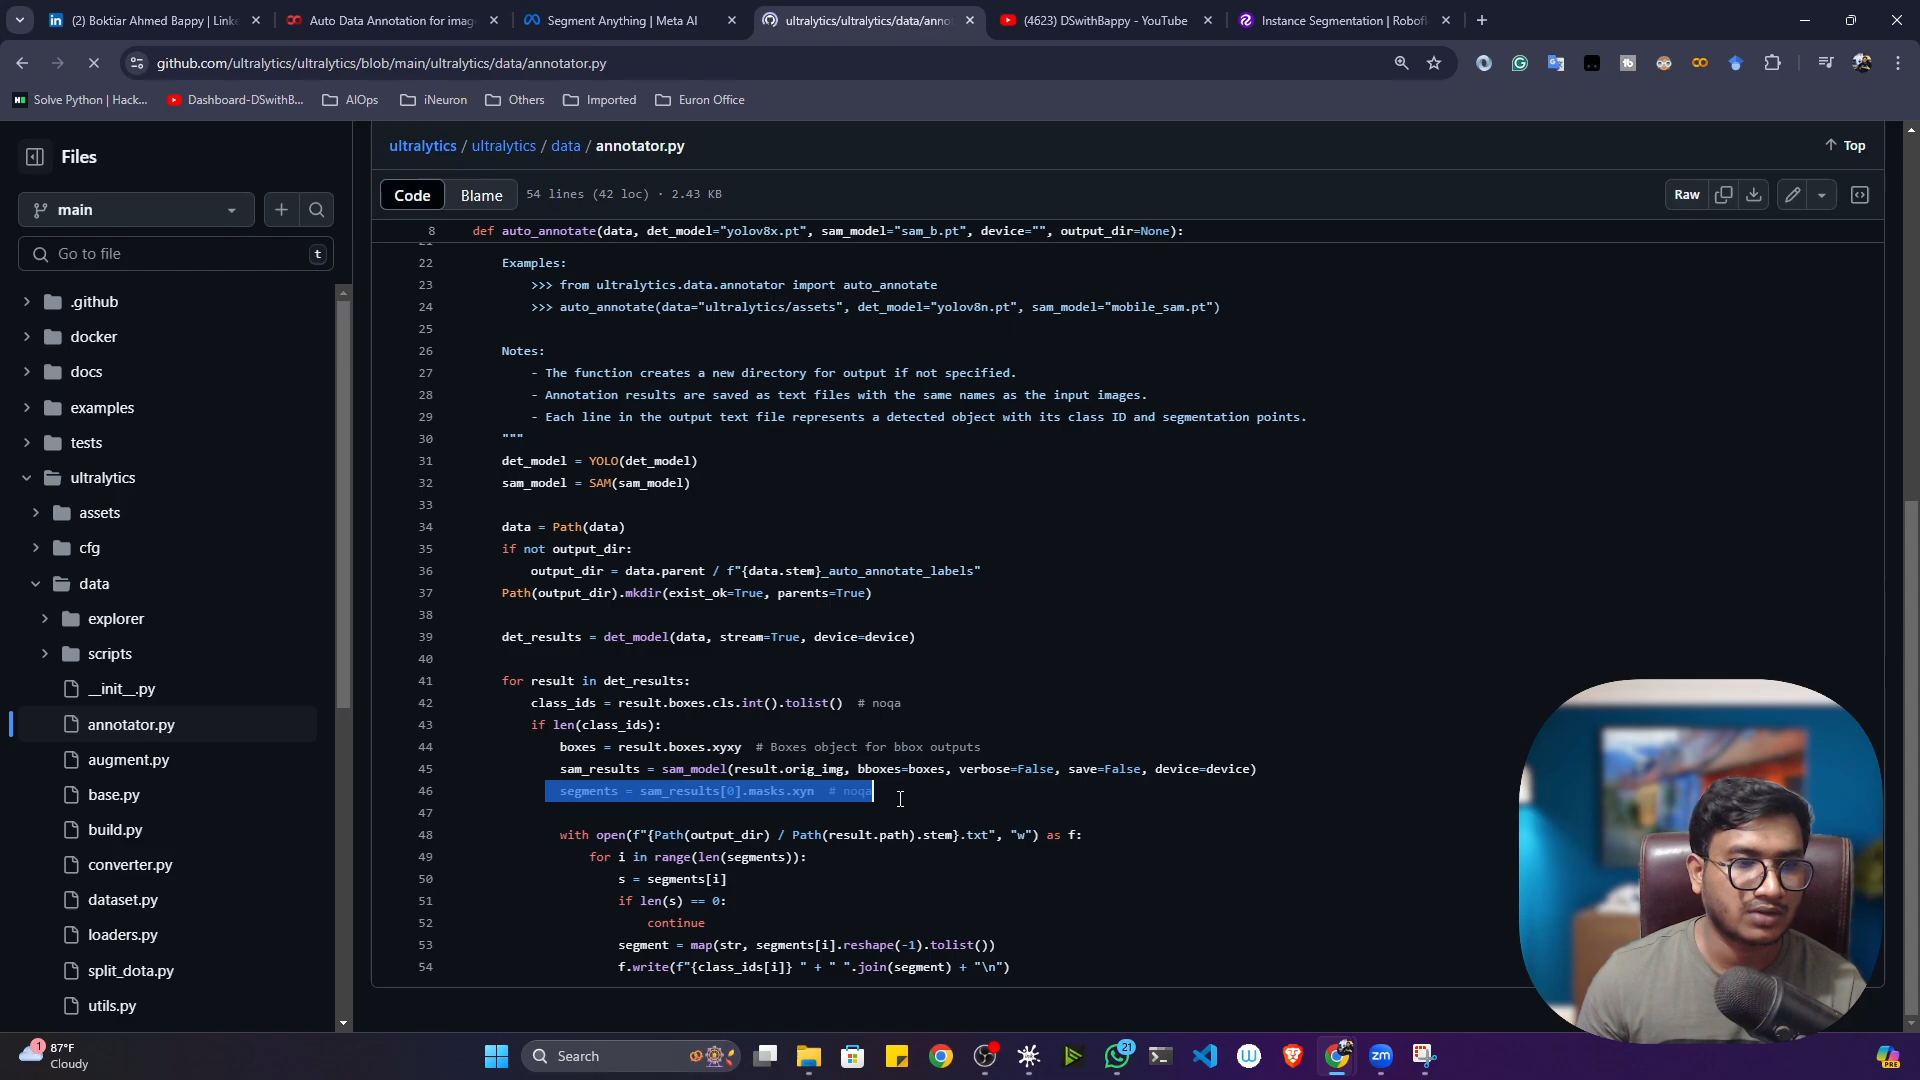 (2) Boktiar Ahmed Bappy | Linke
Auto Data Annotation for imag
Segment Anything | Meta AI
ultralytics/ultralytics/data/anno
(4623) DSwithBappy - YouTube
Instance Segmentation | Robofl
github.com/ultralytics/ultralytics/blob/main/ultralytics/data/annotator.py
Solve Python | Hack...
Dashboard-DSwithB...
AIOps
iNeuron
Others
Imported
Euron Office
Files
main
Go to file
t
.github
docker
docs
examples
tests
ultralytics
assets
cfg
data
explorer
scripts
__init__.py
annotator.py
augment.py
base.py
build.py
converter.py
dataset.py
loaders.py
split_dota.py
utils.py
ultralytics / ultralytics / data / annotator.py
Top
Code
Blame
54 lines (42 loc) · 2.43 KB
Raw
8 def auto_annotate(data, det_model="yolov8x.pt", sam_model="sam_b.pt", device="", output_dir=None):
21
22 Examples:
23 >>> from ultralytics.data.annotator import auto_annotate
24 >>> auto_annotate(data="ultralytics/assets", det_model="yolov8n.pt", sam_model="mobile_sam.pt")
25
26 Notes:
27 - The function creates a new directory for output if not specified.
28 - Annotation results are saved as text files with the same names as the input images.
29 - Each line in the output text file represents a detected object with its class ID and segmentation points.
30 """
31 det_model = YOLO(det_model)
32 sam_model = SAM(sam_model)
33
34 data = Path(data)
35 if not output_dir:
36 output_dir = data.parent / f"{data.stem}_auto_annotate_labels"
37 Path(output_dir).mkdir(exist_ok=True, parents=True)
38
39 det_results = det_model(data, stream=True, device=device)
40
41 for result in det_results:
42 class_ids = result.boxes.cls.int().tolist() # noqa
43 if len(class_ids):
44 boxes = result.boxes.xyxy # Boxes object for bbox outputs
45 sam_results = sam_model(result.orig_img, bboxes=boxes, verbose=False, save=False, device=device)
46 segments = sam_results[0].masks.xyn # noqa
47
48 with open(f"{Path(output_dir) / Path(result.path).stem}.txt", "w") as f:
49 for i in range(len(segments)):
50 s = segments[i]
51 if len(s) == 0:
52 continue
53 segment = map(str, segments[i].reshape(-1).tolist())
54 f.write(f"{class_ids[i]} " + " ".join(segment) + "\n")
1
87°F
Cloudy
Search
21
zm
PRE